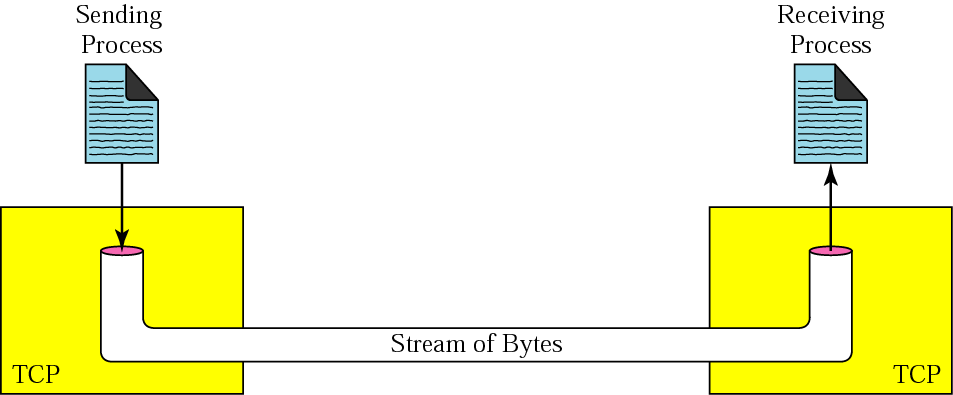 Sending
Process
Receiving
Process
Stream of Bytes
TCP
TCP